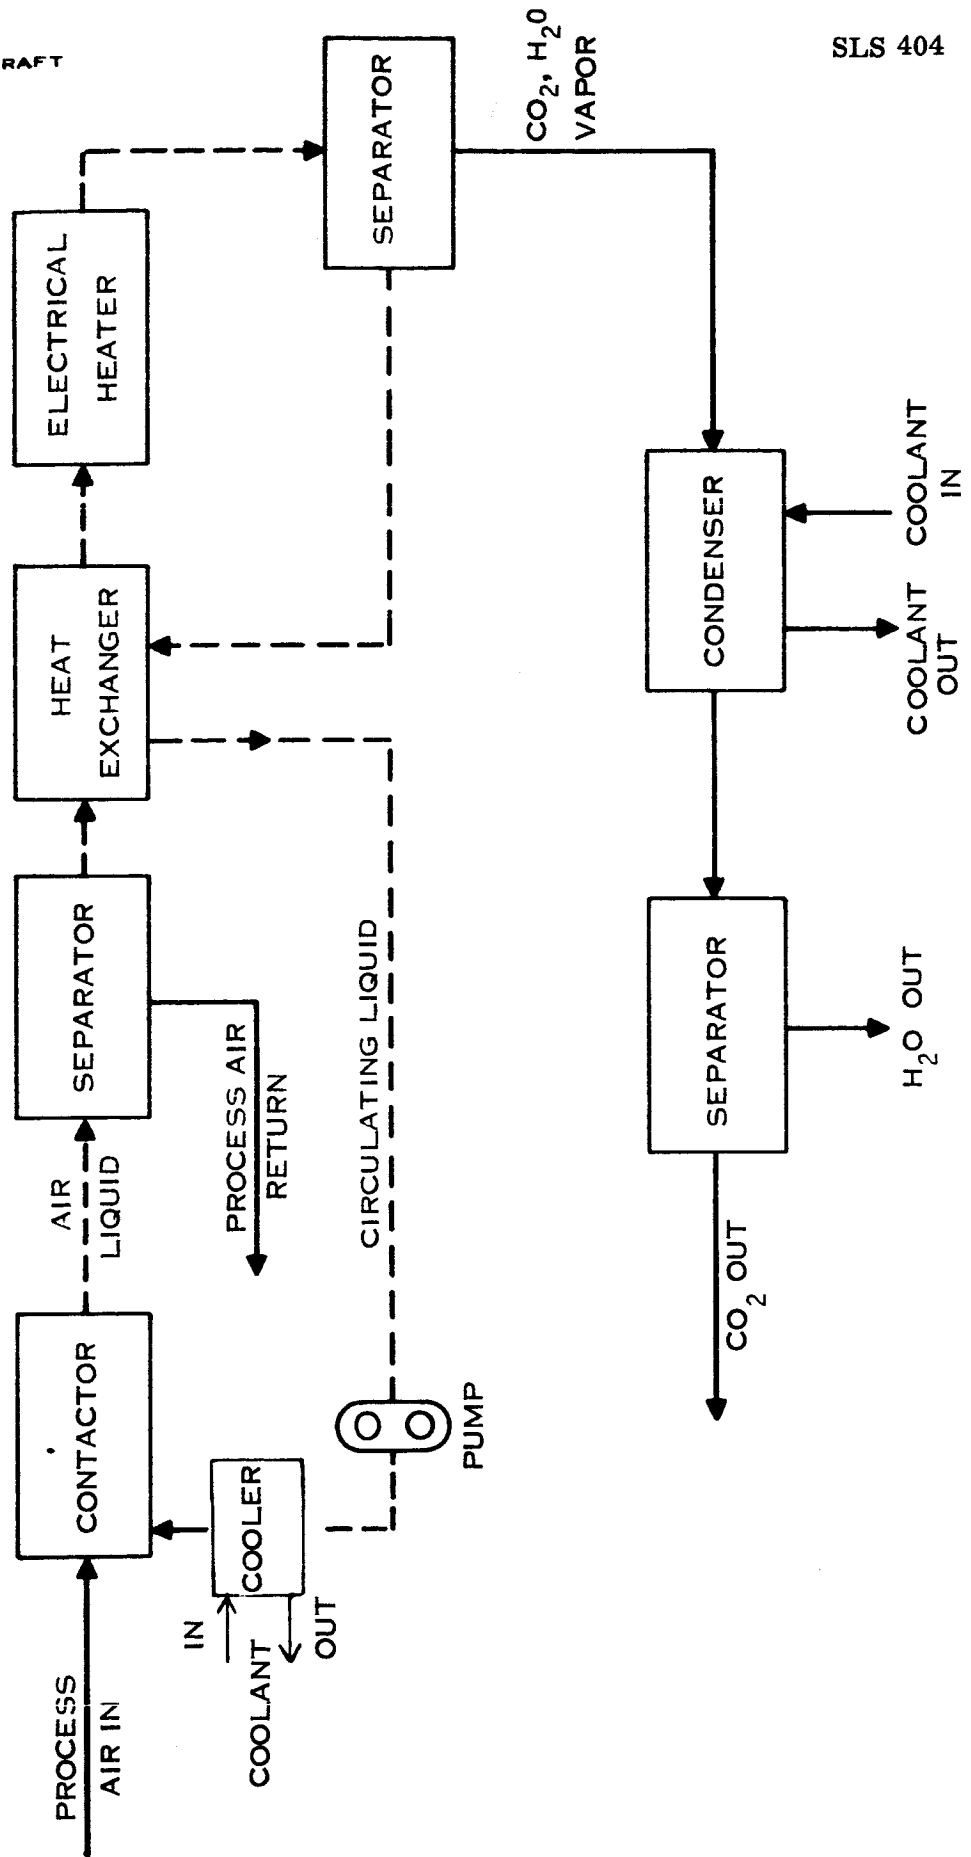 RAFT
SLS 404
PROCESS
AIR IN
CONTACTOR
AIR
LIQUID
SEPARATOR
PROCESS AIR
RETURN
HEAT
EXCHANGER
ELECTRICAL
HEATER
SEPARATOR
CO₂, H₂O
VAPOR
IN
COOLANT
OUT
COOLER
PUMP
CIRCULATING LIQUID
CONDENSER
COOLANT
IN
COOLANT
OUT
SEPARATOR
H₂O OUT
CO₂ OUT